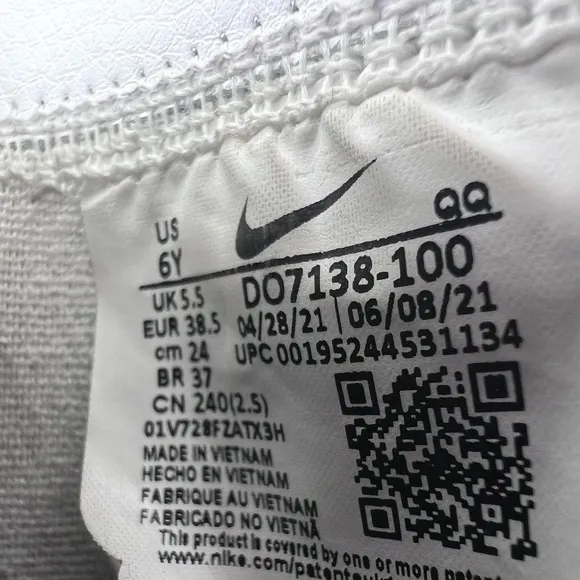 QQ
US
6Y
UK 5.5
EUR 38.5
cm 24
BR 37
CN 240(2.5)
DO7138-100
04/28/21 06/08/21
UPC 00195244531134
01V728FZATX3H
MADE IN VIETNAM
HECHO EN VIETNAM
FABRIQUE AU VIETNAM
FABRICADO NO VIETNÃ
This product is covered by one or more
www.nike.com/